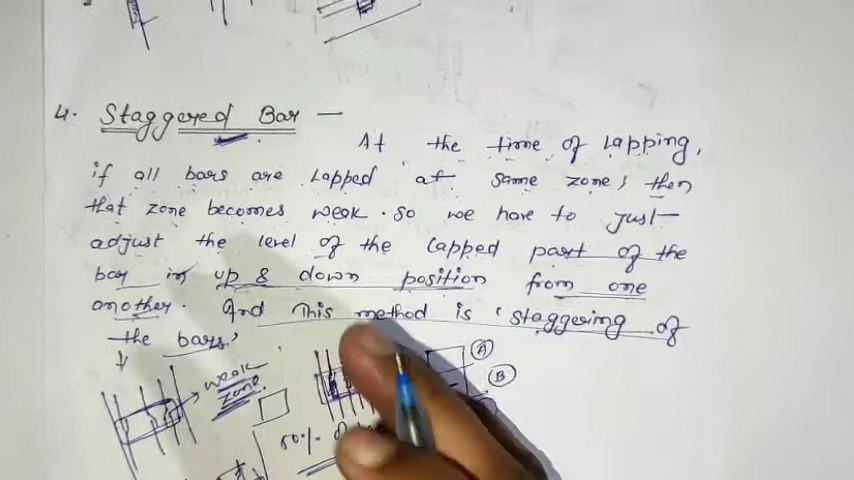 4. Staggered Bar —
At the time of Lapping,
if all bars are Lapped at same zone, then
that zone becomes weak. so we have to just
adjust the level of the Lapped part of the
bar in up & down position from one
another. And This method is 'staggering of
the bars'
weak
zone.
A
B
50%